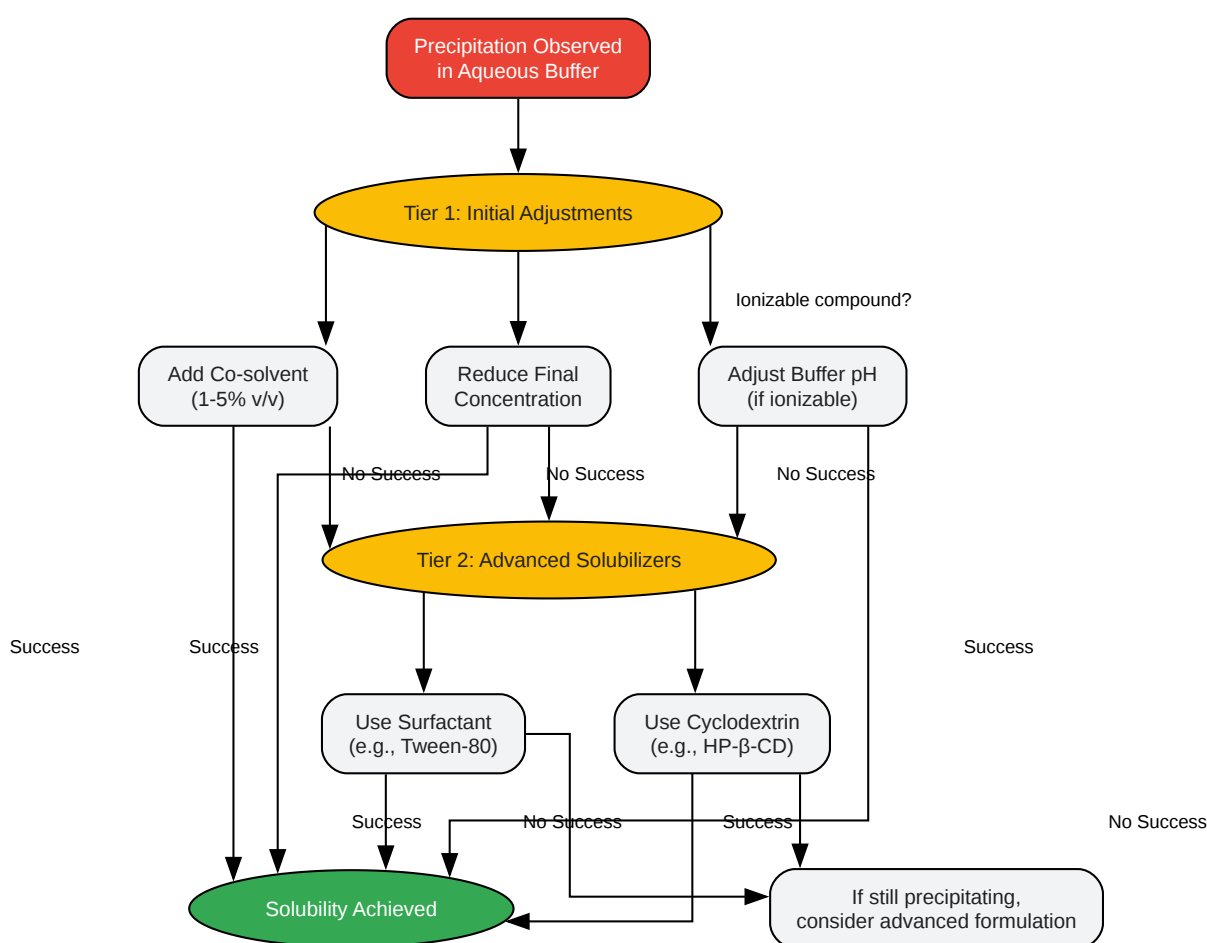 Precipitation Observed
in Aqueous Buffer
Tier 1: Initial Adjustments
Ionizable compound?
Add Co-solvent
(1-5% v/v)
Reduce Final
Concentration
Adjust Buffer pH
(if ionizable)
No Success
No Success
No Success
Tier 2: Advanced Solubilizers
Success
Success
Success
Use Surfactant
(e.g., Tween-80)
Use Cyclodextrin
(e.g., HP-β-CD)
Success
No Success
Success
No Success
Solubility Achieved
If still precipitating,
consider advanced formulation